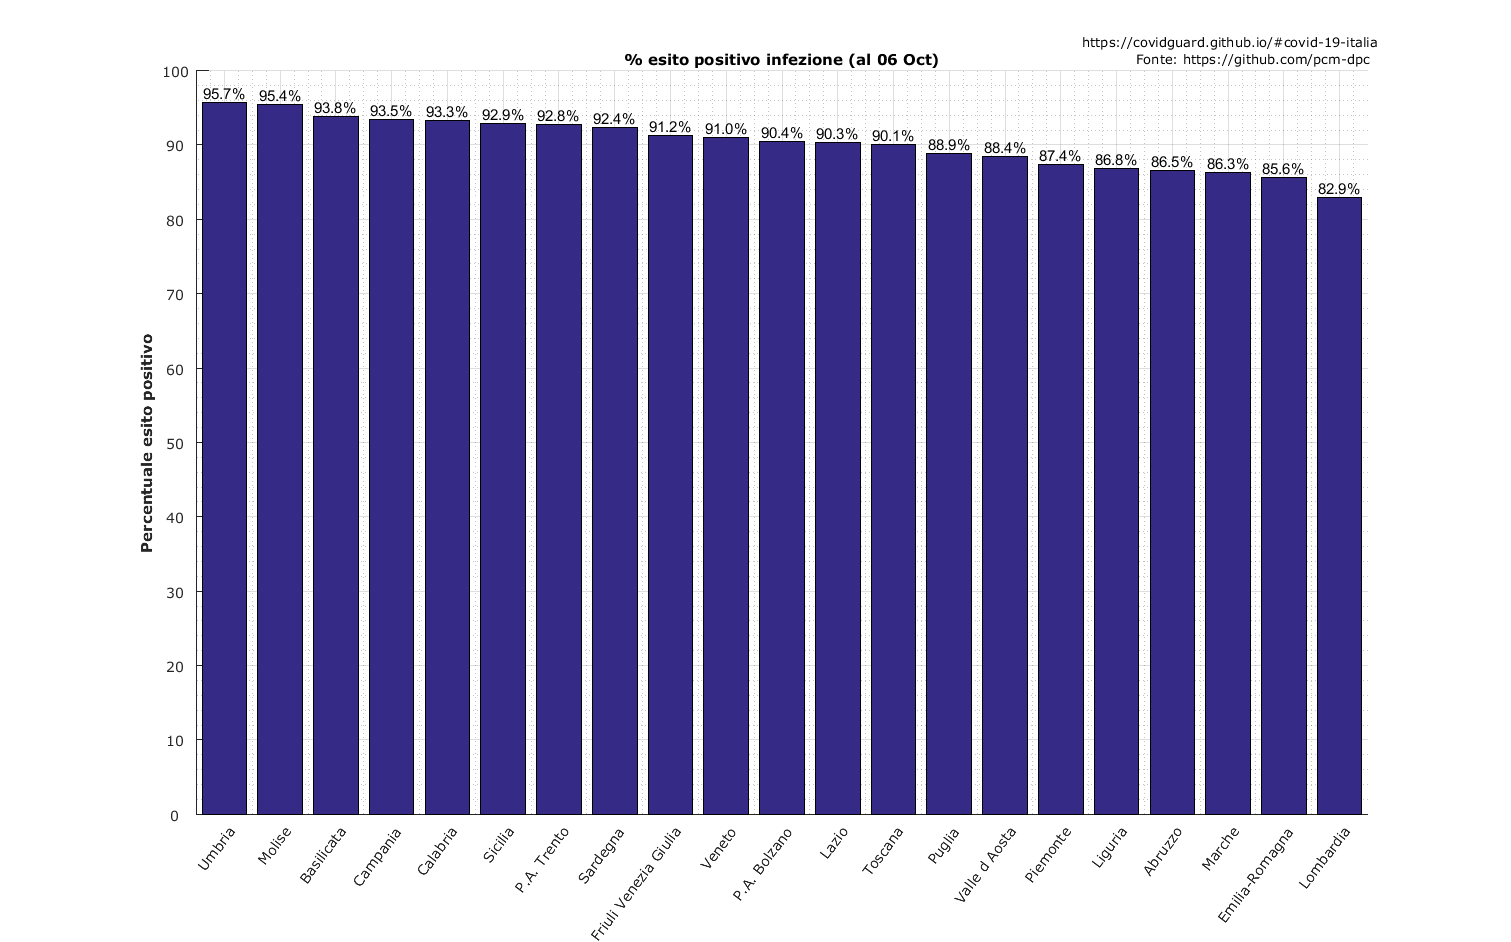 https://covidguard.github.io/#covid-19-italia
Fonte: https://github.com/pcm-dpc
% esito positivo infezione (al 06 Oct)
Percentuale esito positivo
100
90
80
70
60
50
40
30
20
10
0
95.7%
95.4%
93.8%
93.5%
93.3%
92.9%
92.8%
92.4%
91.2%
91.0%
90.4%
90.3%
90.1%
88.9%
88.4%
87.4%
86.8%
86.5%
86.3%
85.6%
82.9%
Umbria
Molise
Basilicata
Campania
Calabria
Sicilia
P.A. Trento
Sardegna
Friuli Venezia Giulia
Veneto
P.A. Bolzano
Lazio
Toscana
Puglia
Valle d Aosta
Piemonte
Liguria
Abruzzo
Marche
Emilia-Romagna
Lombardia